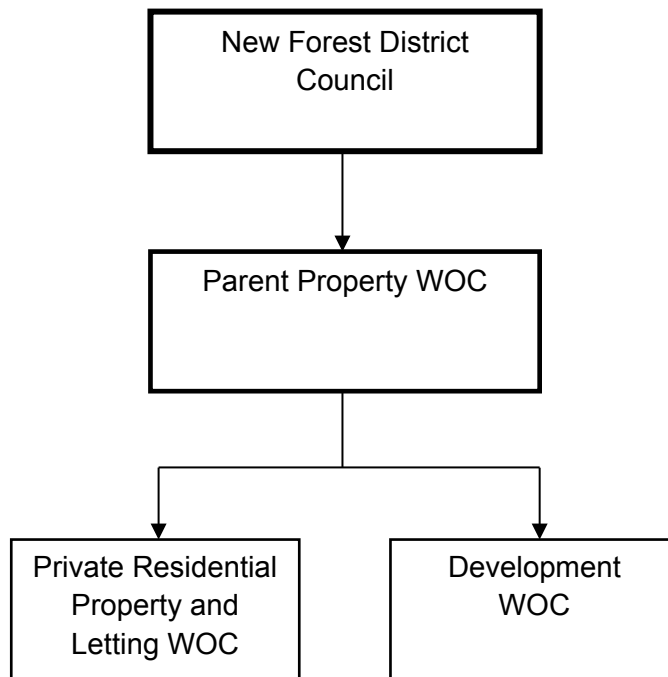 New Forest District
Council
Parent Property WOC
Private Residential
Property and
Letting WOC
Development
WOC